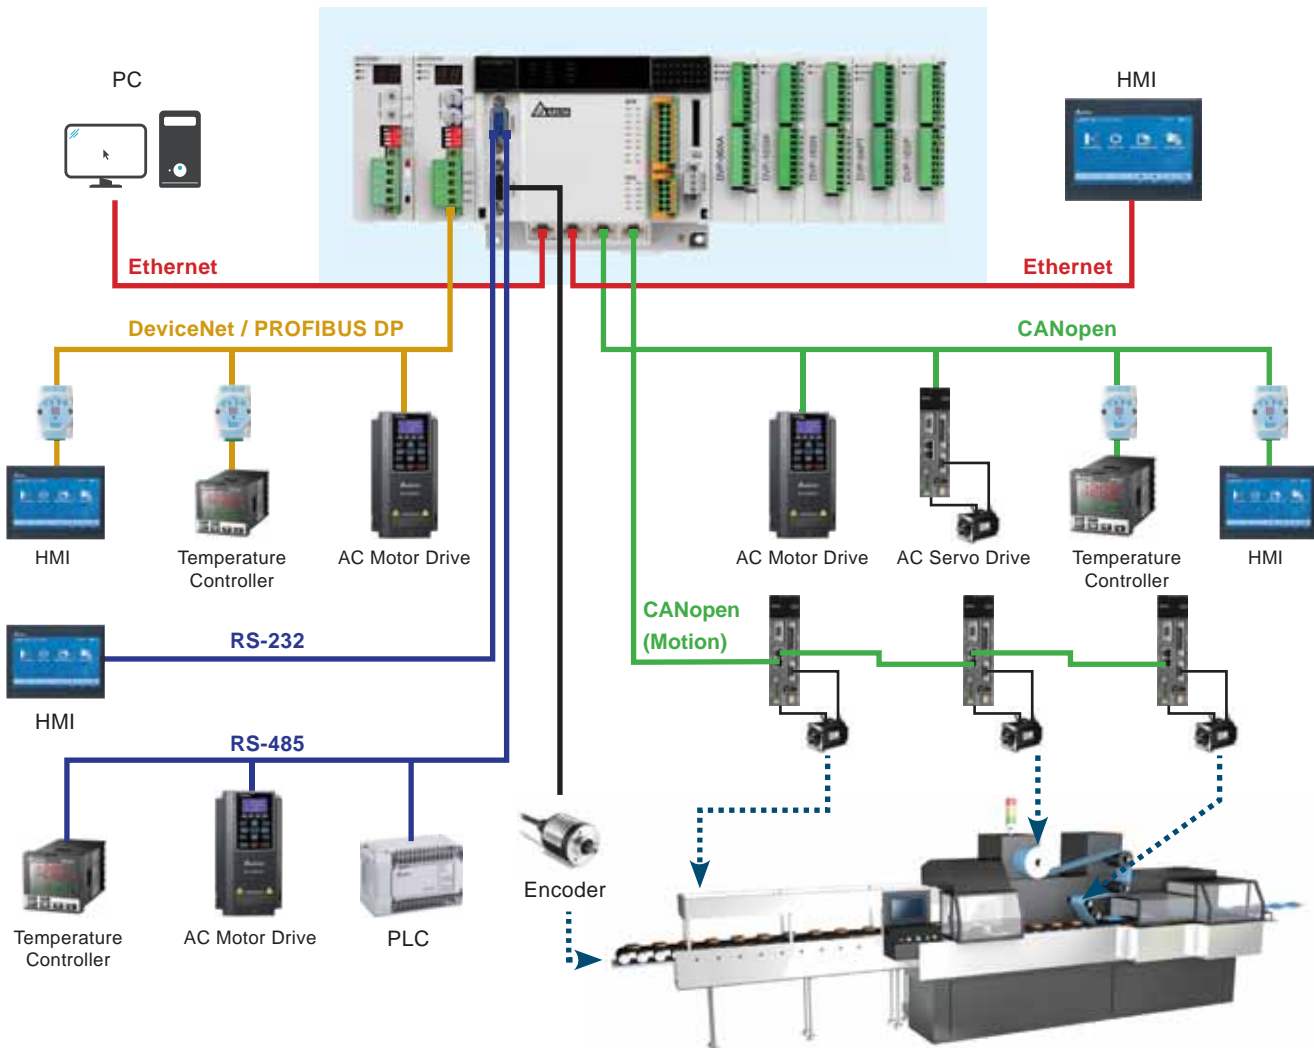 PC
HMI
Ethernet
Ethernet
DeviceNet / PROFIBUS DP
CANopen
HMI
Temperature
Controller
AC Motor Drive
AC Motor Drive
AC Servo Drive
Temperature
Controller
HMI
CANopen
(Motion)
RS-232
HMI
RS-485
Encoder
Temperature
Controller
AC Motor Drive
PLC